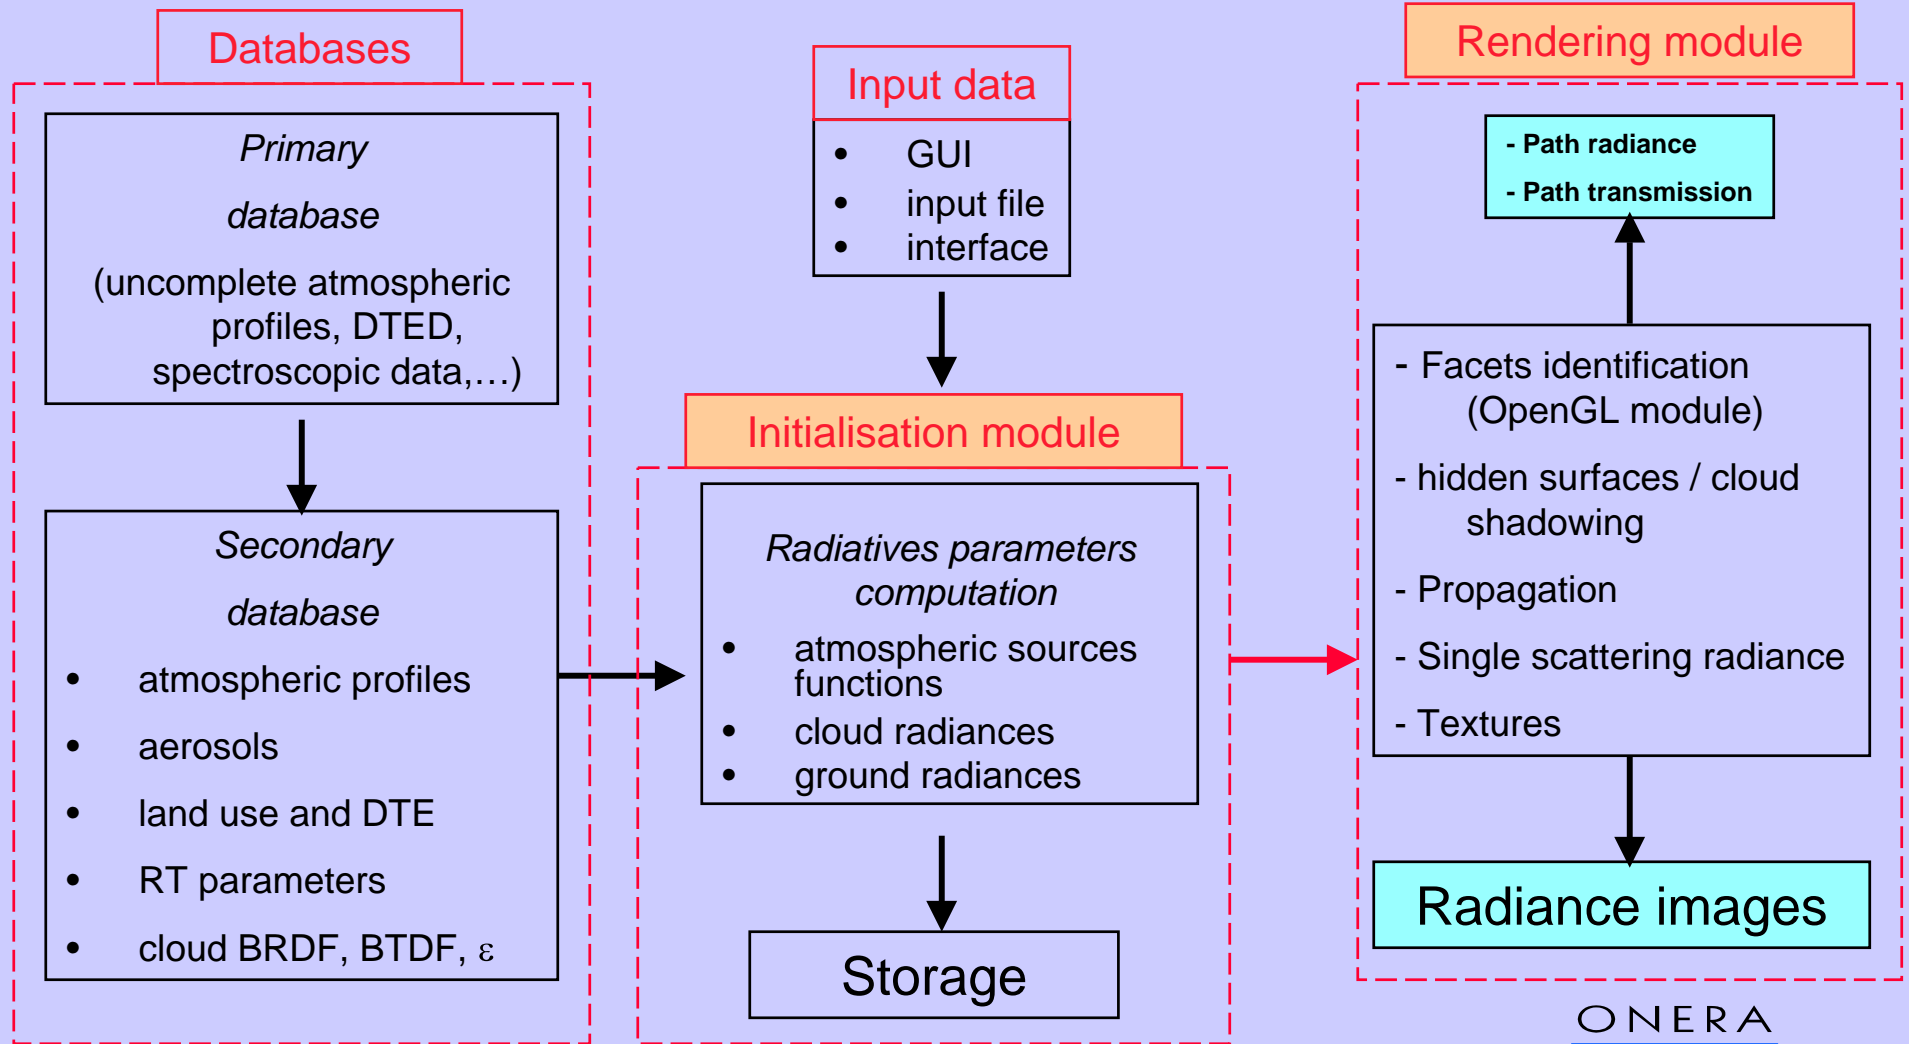 Databases
Primary
database
(uncomplete atmospheric
profiles, DTED,
spectroscopic data,…)
Secondary
database
• atmospheric profiles
• aerosols
• land use and DTE
• RT parameters
• cloud BRDF, BTDF, ε
Input data
• GUI
• input file
• interface
Initialisation module
Radiatives parameters
computation
• atmospheric sources
functions
• cloud radiances
• ground radiances
Storage
Rendering module
- Path radiance
- Path transmission
- Facets identification
(OpenGL module)
- hidden surfaces / cloud
shadowing
- Propagation
- Single scattering radiance
- Textures
Radiance images
ONERA